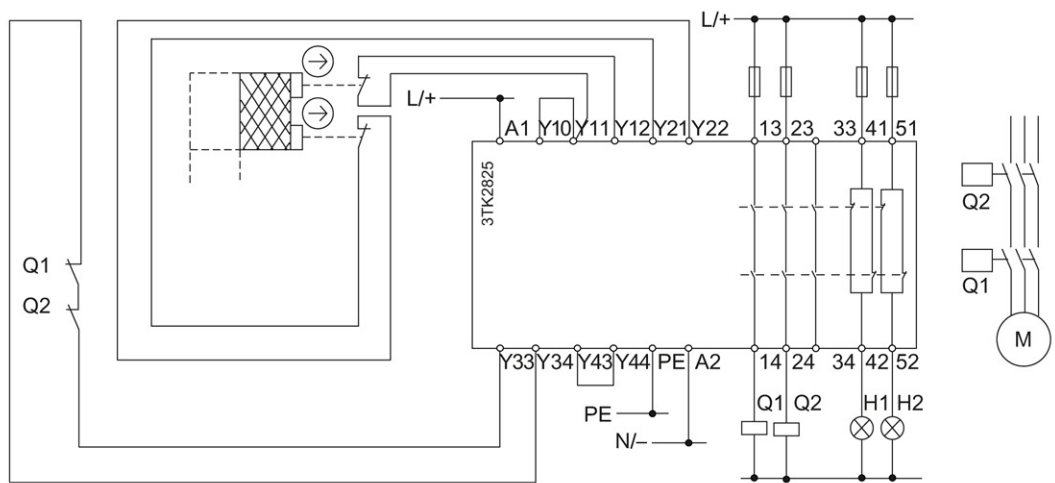 L/+
L/+
A1 Y10 Y11 Y12 Y21 Y22 13 23 33 41 51
3TK2825
Q2
Q1
Q1
Q2
M
Y33 Y34 Y43 Y44 PE A2 14 24 34 42 52
Q1 Q2 H1 H2
PE
N/–